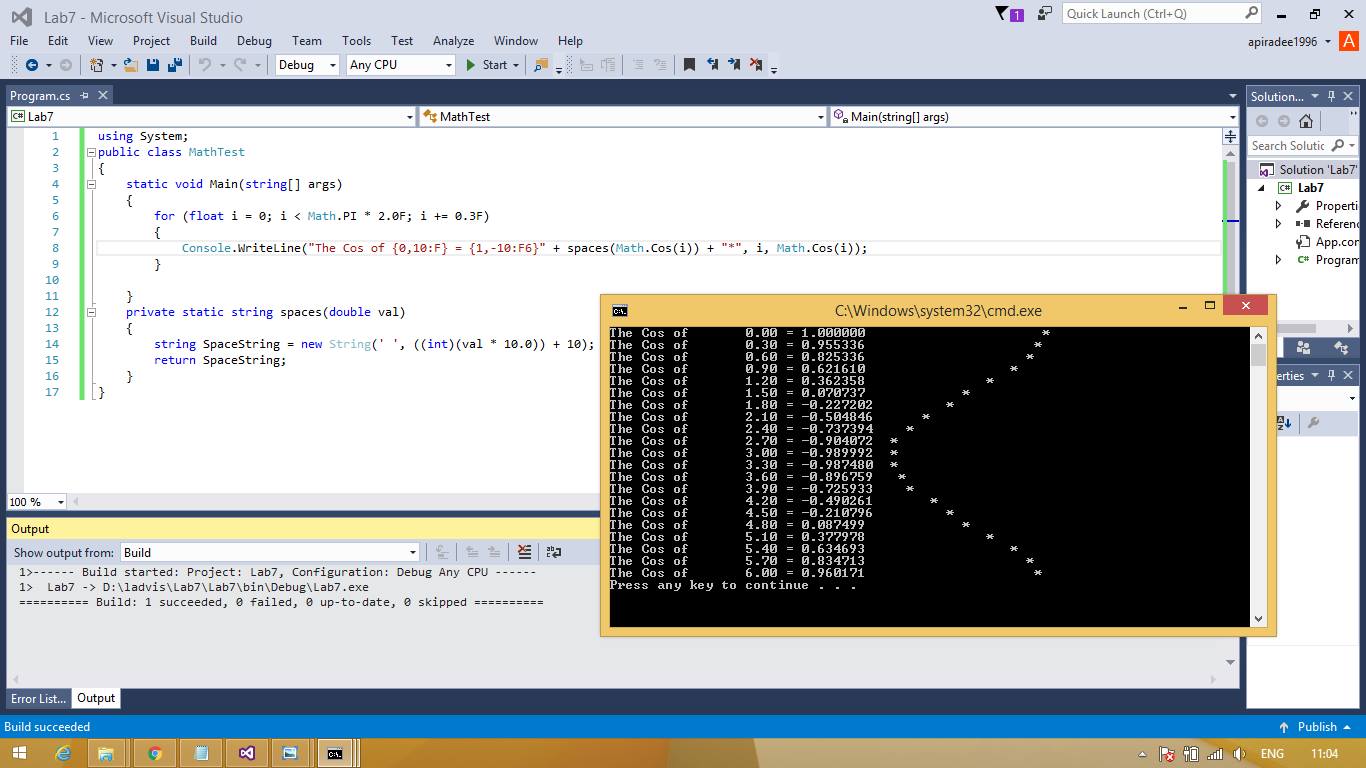 Lab7 - Microsoft Visual Studio
1
Quick Launch (Ctrl+Q)
File Edit View Project Build Debug Team Tools Test Analyze Window Help
apiradee1996 A
Debug Any CPU Start
Program.cs
Solution...
C# Lab7 MathTest Main(string[] args)
Search Solutic
Solution 'Lab7'
C# Lab7
Properti
Referenc
App.con
C# Program
1 using System;
2 public class MathTest
3 {
4 static void Main(string[] args)
5 {
6 for (float i = 0; i < Math.PI * 2.0F; i += 0.3F)
7 {
8 Console.WriteLine("The Cos of {0,10:F} = {1,-10:F6}" + spaces(Math.Cos(i)) + "*", i, Math.Cos(i));
9 }
10
11 }
12 private static string spaces(double val)
13 {
14 string SpaceString = new String(' ', ((int)(val * 10.0)) + 10);
15 return SpaceString;
16 }
17 }
100 %
C:\Windows\system32\cmd.exe
The Cos of 0.00 = 1.000000 *
The Cos of 0.30 = 0.955336 *
The Cos of 0.60 = 0.825336 *
The Cos of 0.90 = 0.621610 *
The Cos of 1.20 = 0.362358 *
The Cos of 1.50 = 0.070737 *
The Cos of 1.80 = -0.227202 *
The Cos of 2.10 = -0.504846 *
The Cos of 2.40 = -0.737394 *
The Cos of 2.70 = -0.904072 *
The Cos of 3.00 = -0.989992 *
The Cos of 3.30 = -0.987480 *
The Cos of 3.60 = -0.896759 *
The Cos of 3.90 = -0.725933 *
The Cos of 4.20 = -0.490261 *
The Cos of 4.50 = -0.210796 *
The Cos of 4.80 = 0.087499 *
The Cos of 5.10 = 0.377978 *
The Cos of 5.40 = 0.634693 *
The Cos of 5.70 = 0.834713 *
The Cos of 6.00 = 0.960171 *
Press any key to continue . . .
erties
Output
Show output from: Build
1>------ Build started: Project: Lab7, Configuration: Debug Any CPU ------
1> Lab7 -> D:\ladvis\Lab7\Lab7\bin\Debug\Lab7.exe
========== Build: 1 succeeded, 0 failed, 0 up-to-date, 0 skipped ==========
Error List... Output
Build succeeded
Publish
ENG 11:04